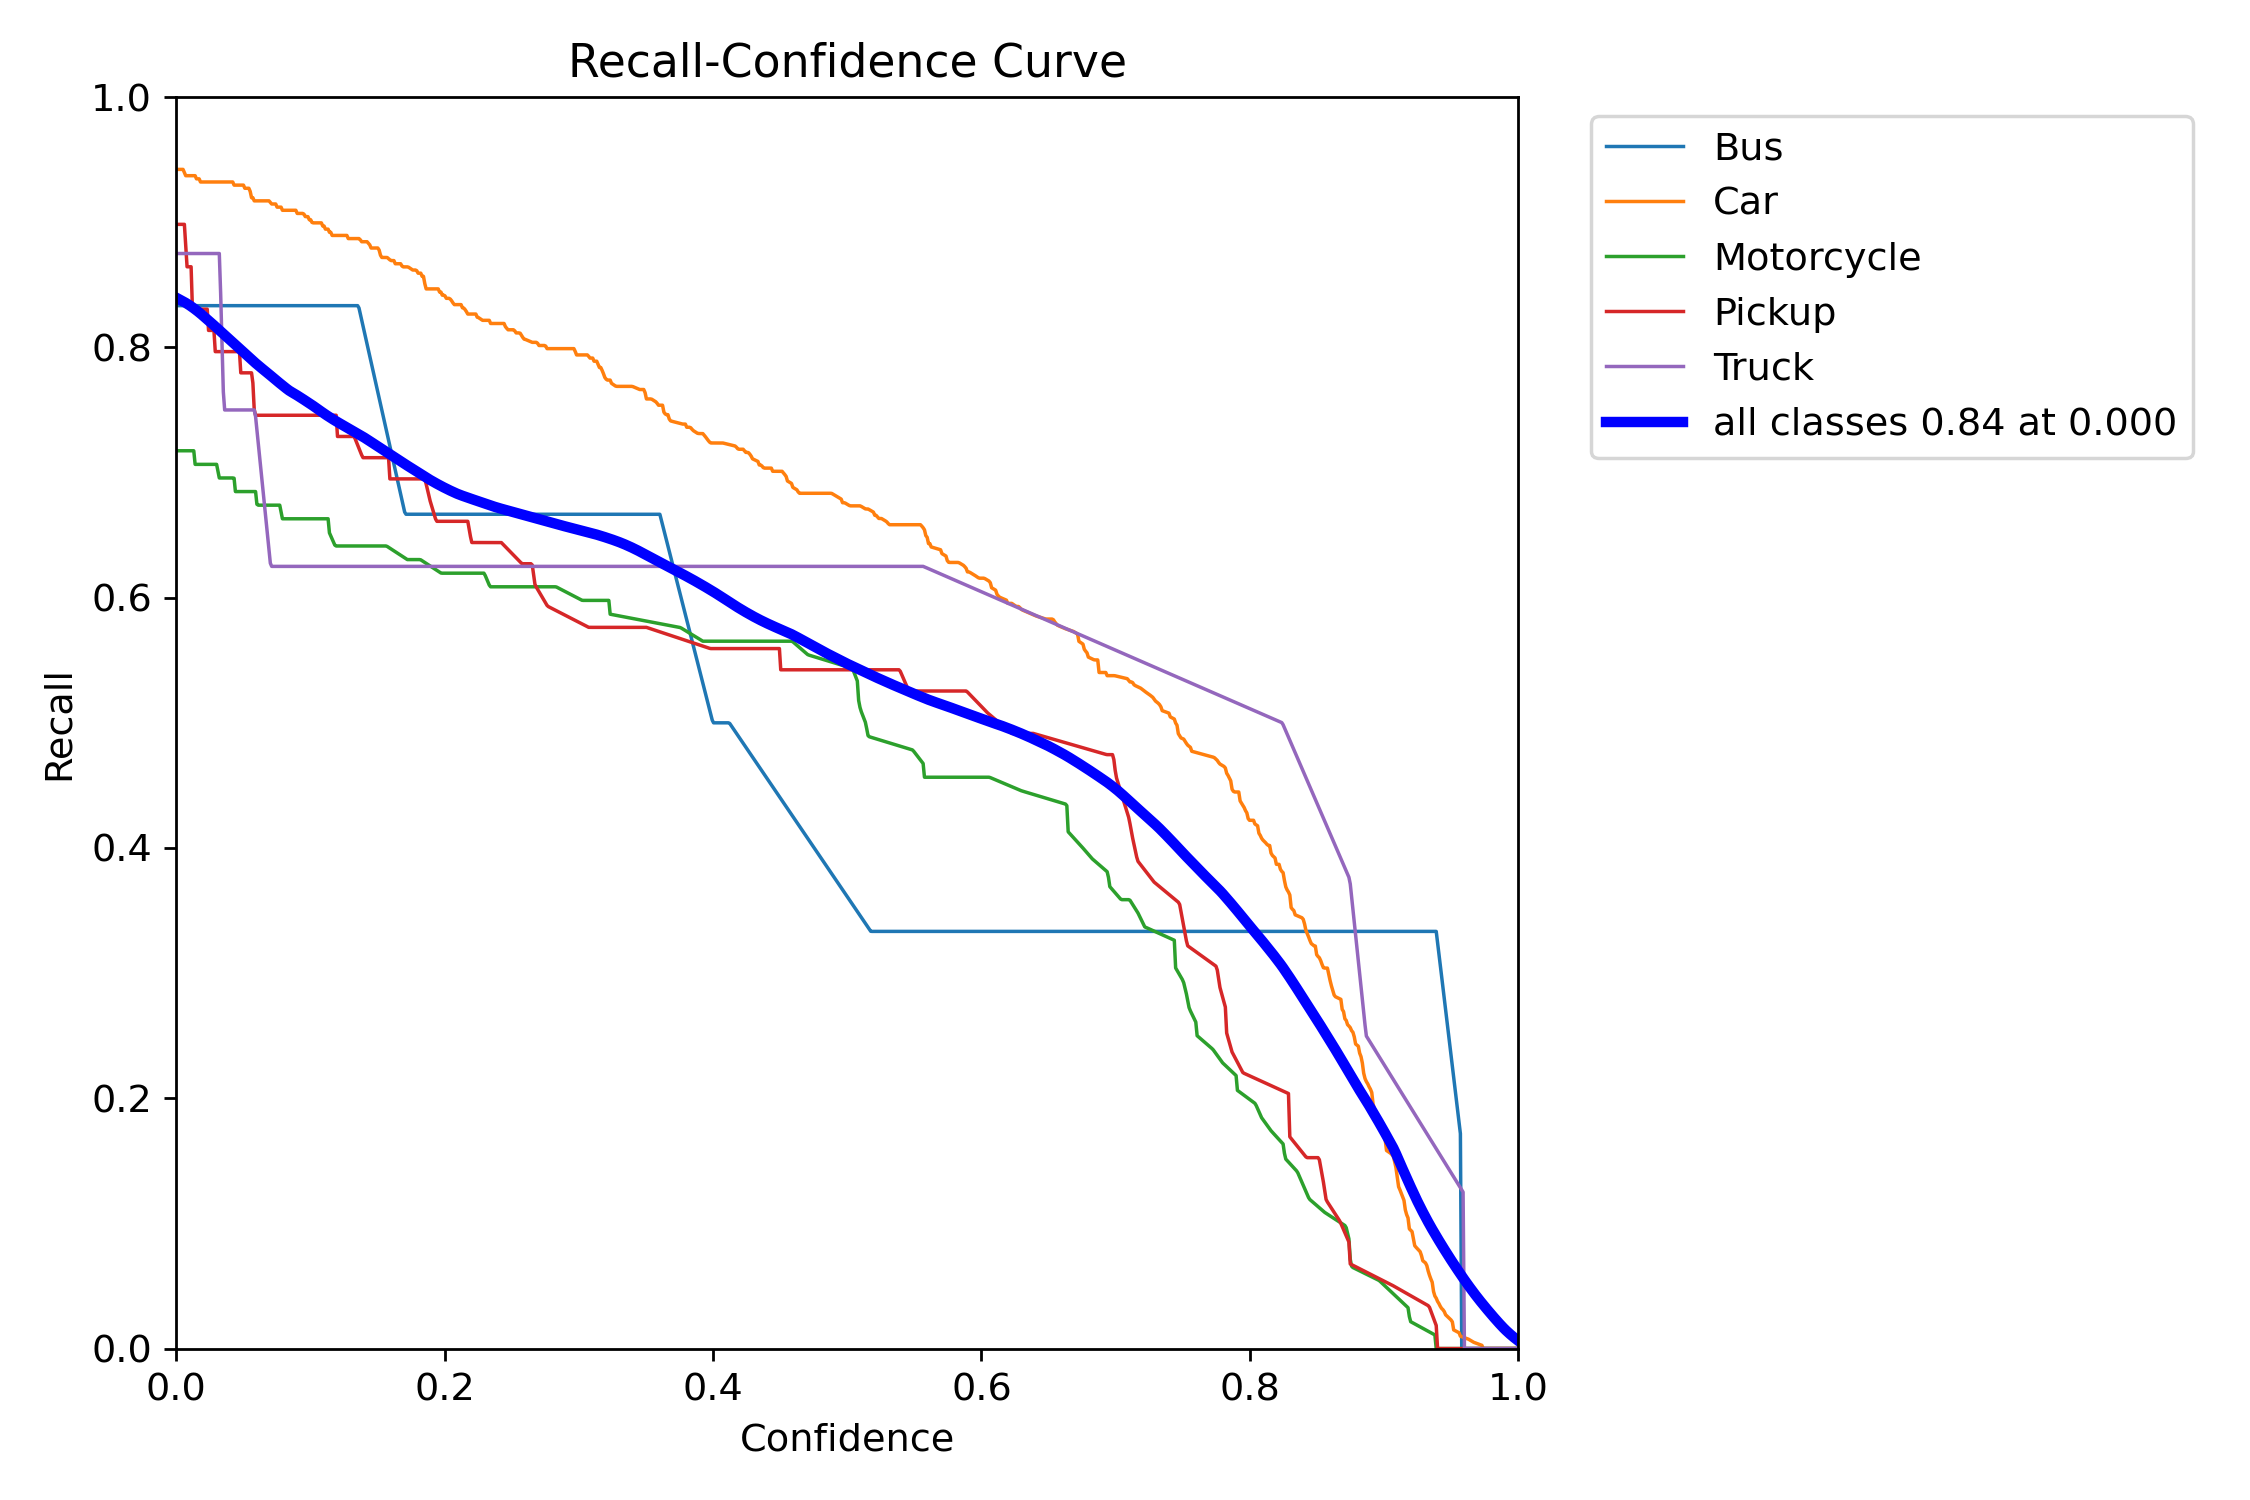 Recall-Confidence Curve
1.0
0.8
0.6
0.4
0.2
0.0
Recall
0.0 0.2 0.4 0.6 0.8 1.0
Confidence
Bus
Car
Motorcycle
Pickup
Truck
all classes 0.84 at 0.000